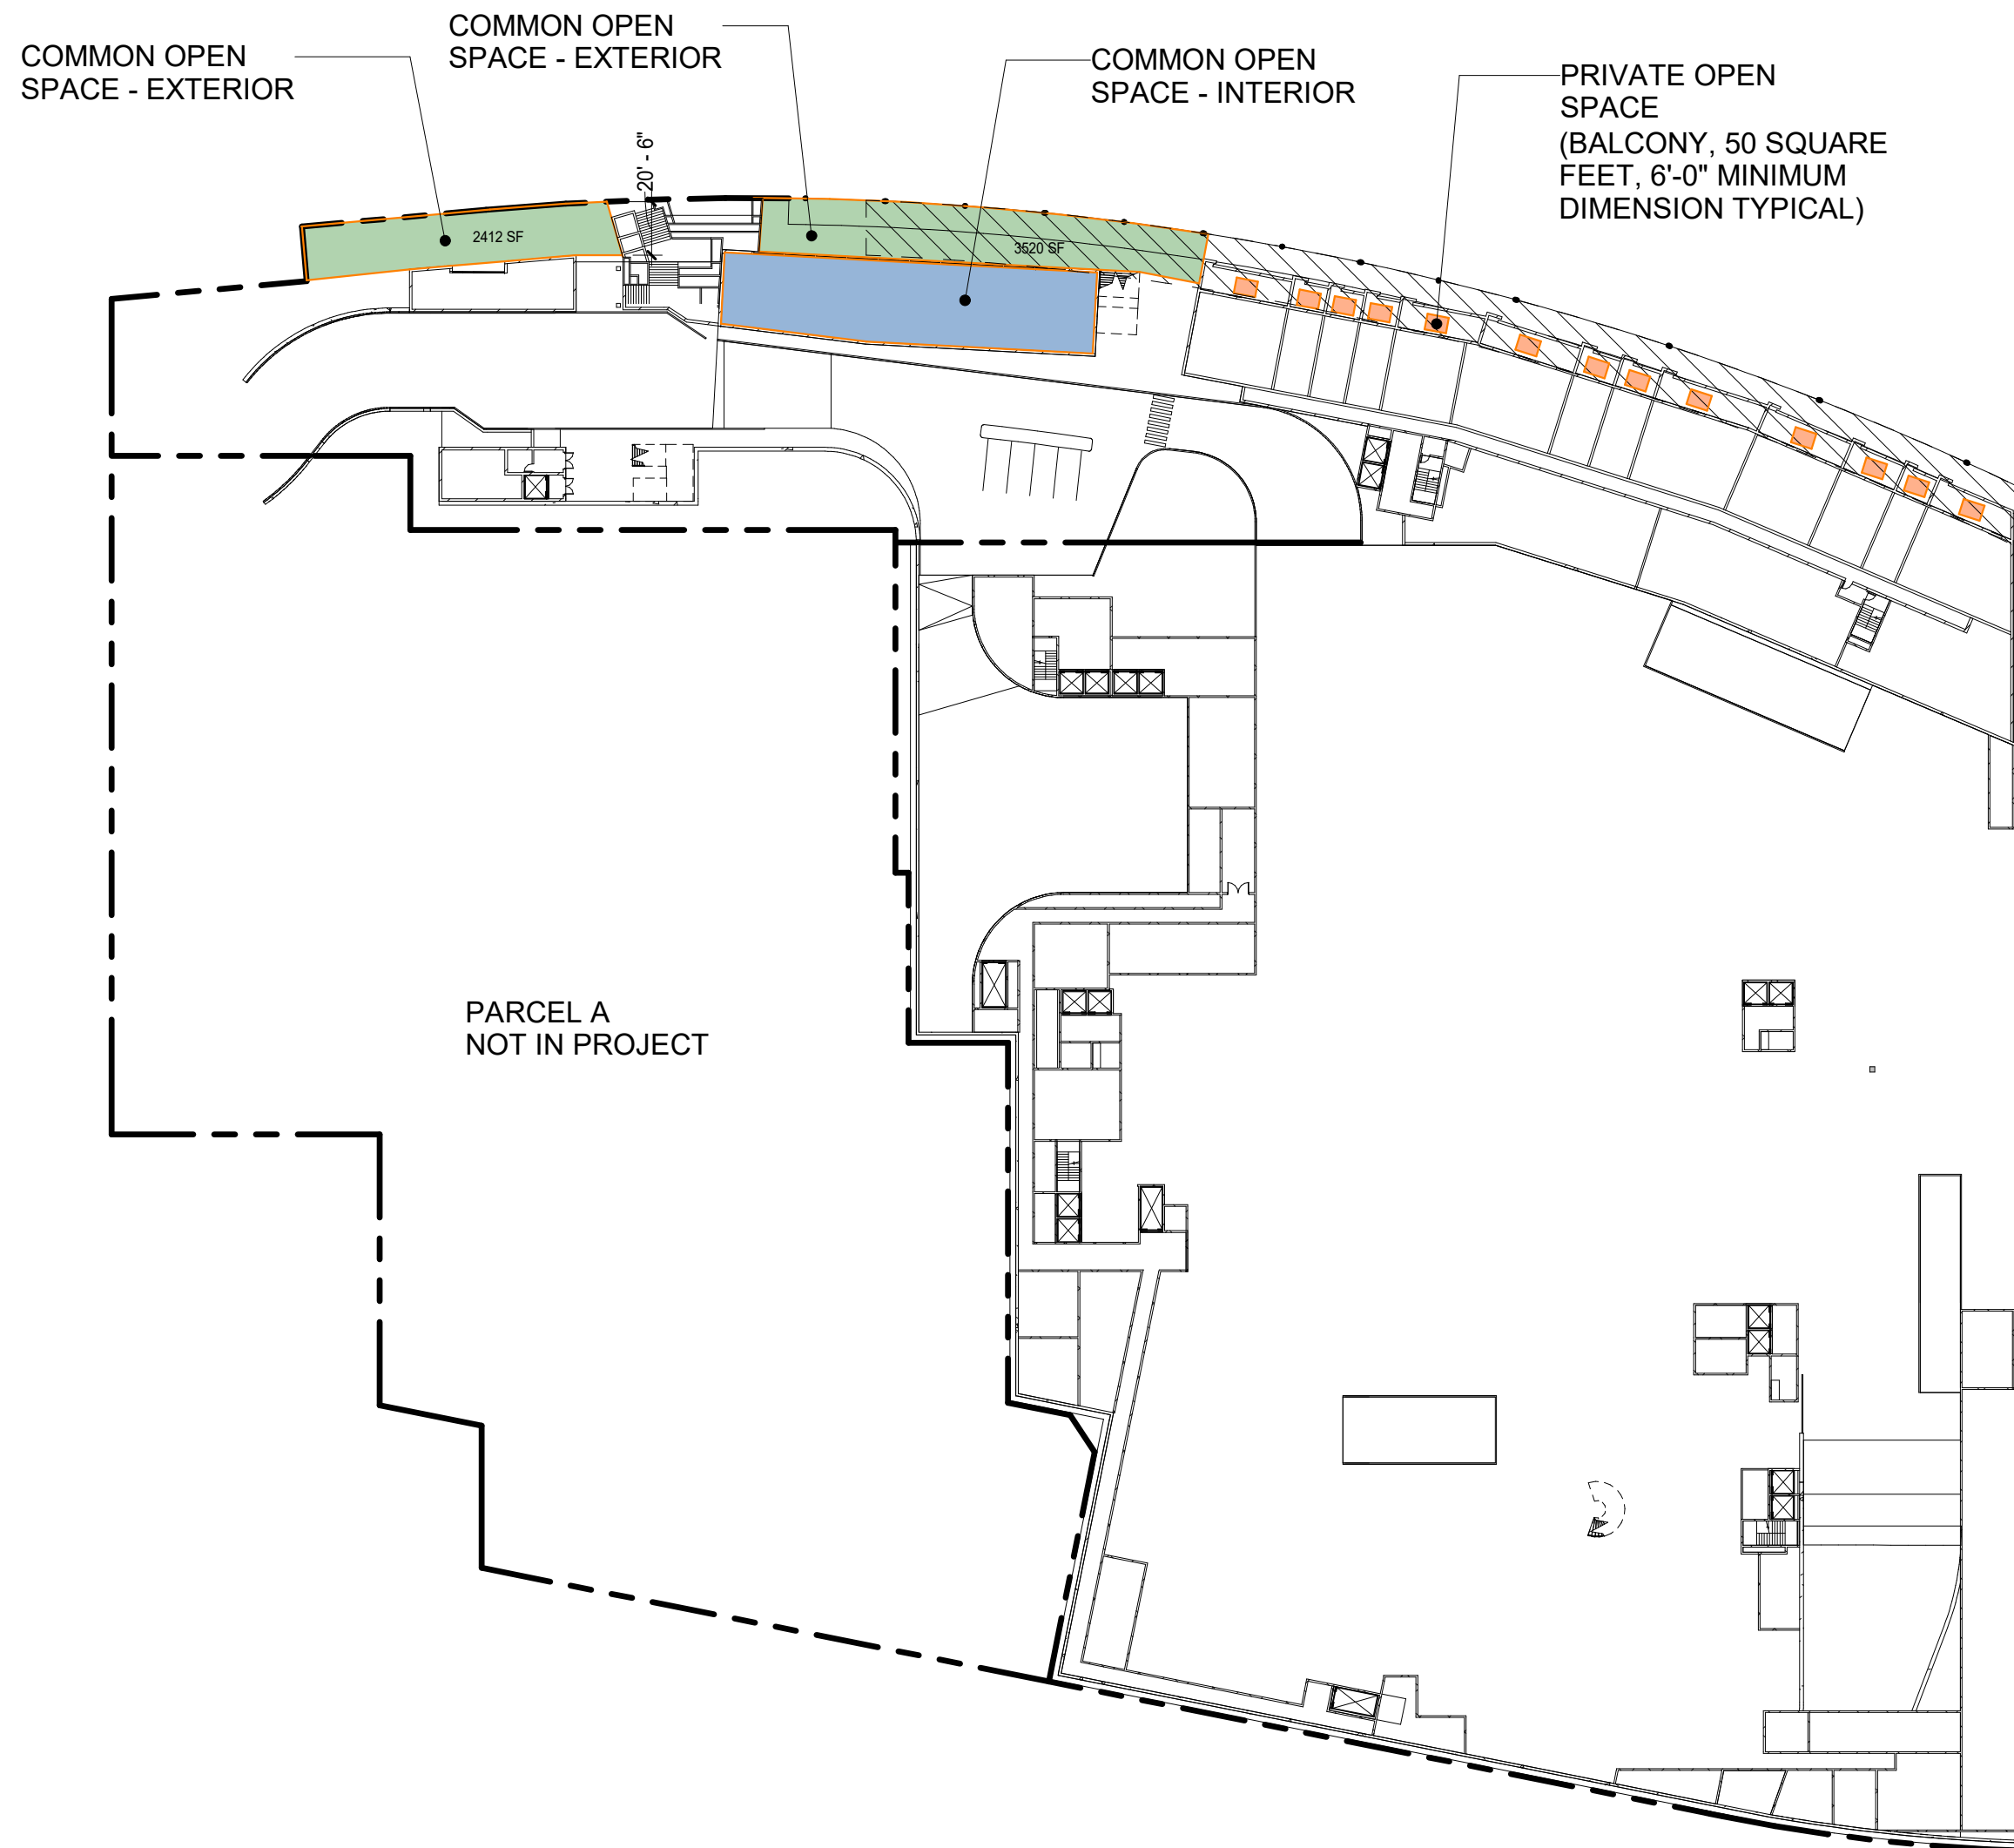 COMMON OPEN
SPACE - EXTERIOR
COMMON OPEN
SPACE - EXTERIOR
COMMON OPEN
SPACE - INTERIOR
PRIVATE OPEN
SPACE
(BALCONY, 50 SQUARE
FEET, 6'-0" MINIMUM
DIMENSION TYPICAL)
20' - 6"
2412 SF
3520 SF
PARCEL A
NOT IN PROJECT